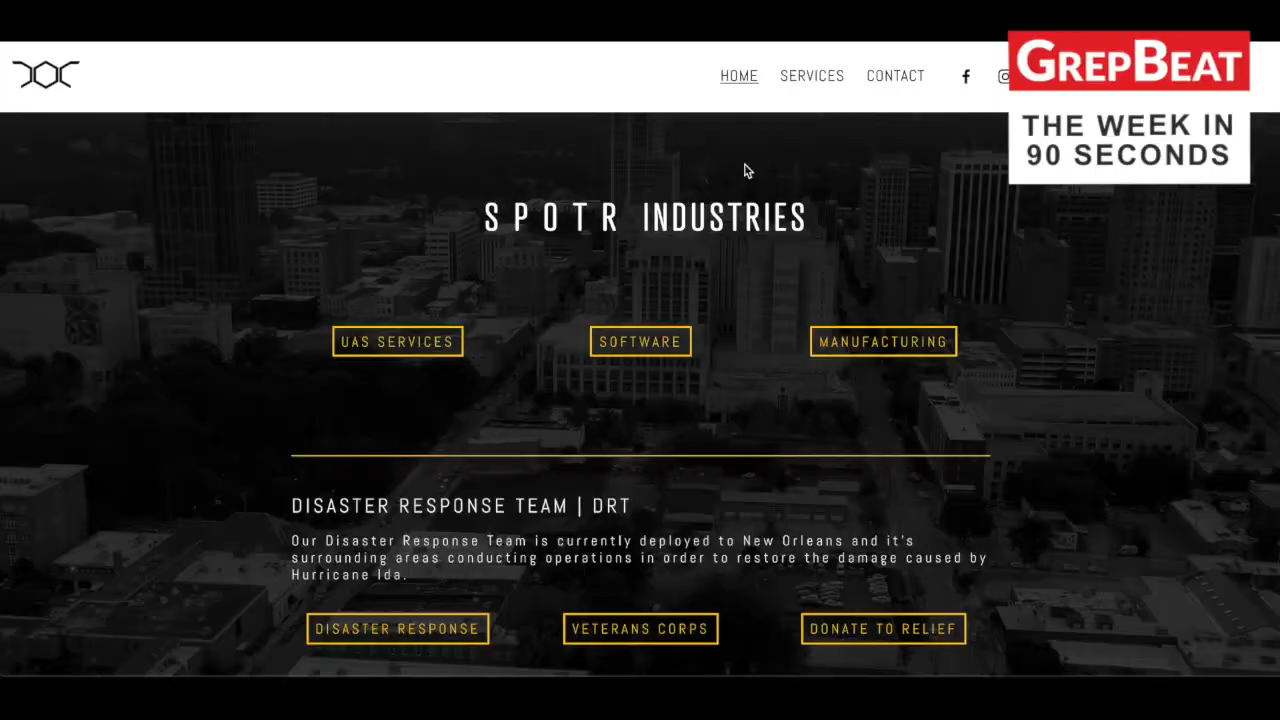 HOME SERVICES CONTACT
GREPBEAT
THE WEEK IN
90 SECONDS
SPOTR INDUSTRIES
UAS SERVICES SOFTWARE MANUFACTURING
DISASTER RESPONSE TEAM | DRT
Our Disaster Response Team is currently deployed to New Orleans and it's
surrounding areas conducting operations in order to restore the damage caused by
Hurricane Ida.
DISASTER RESPONSE VETERANS CORPS DONATE TO RELIEF